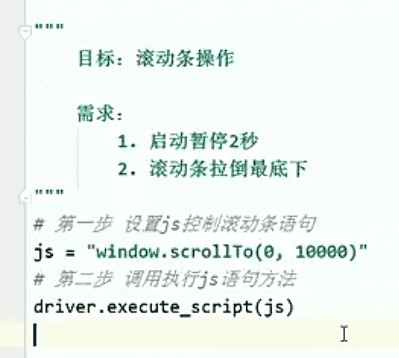 """
目标：滚动条操作
需求：
1. 启动暂停2秒
2. 滚动条拉倒最底下
"""
# 第一步 设置js控制滚动条语句
js = "window.scrollTo(0, 10000)"
# 第二步 调用执行js语句方法
driver.execute_script(js)